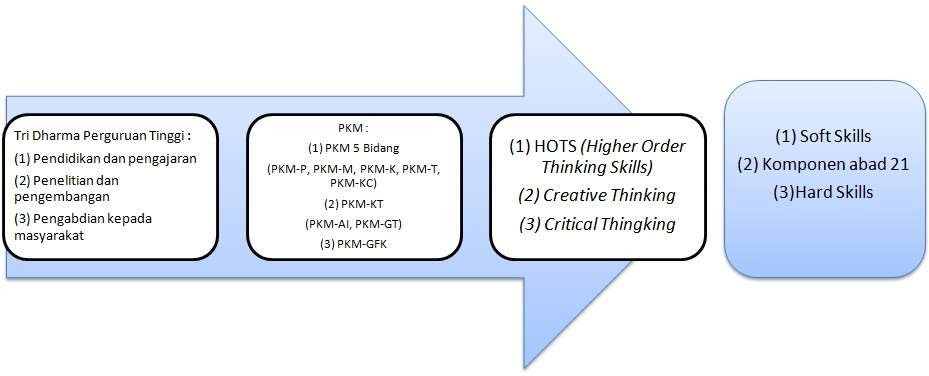 Tri Dharma Perguruan Tinggi :
(1) Pendidikan dan pengajaran
(2) Penelitian dan
pengembangan
(3) Pengabdian kepada
masyarakat
PKM :
(1) PKM 5 Bidang
(PKM-P, PKM-M, PKM-K, PKM-T,
PKM-KC)
(2) PKM-KT
(PKM-AI, PKM-GT)
(3) PKM-GFK
(1) HOTS (Higher Order
Thinking Skills)
(2) Creative Thinking
(3) Critical Thingking
(1) Soft Skills
(2) Komponen abad 21
(3)Hard Skills